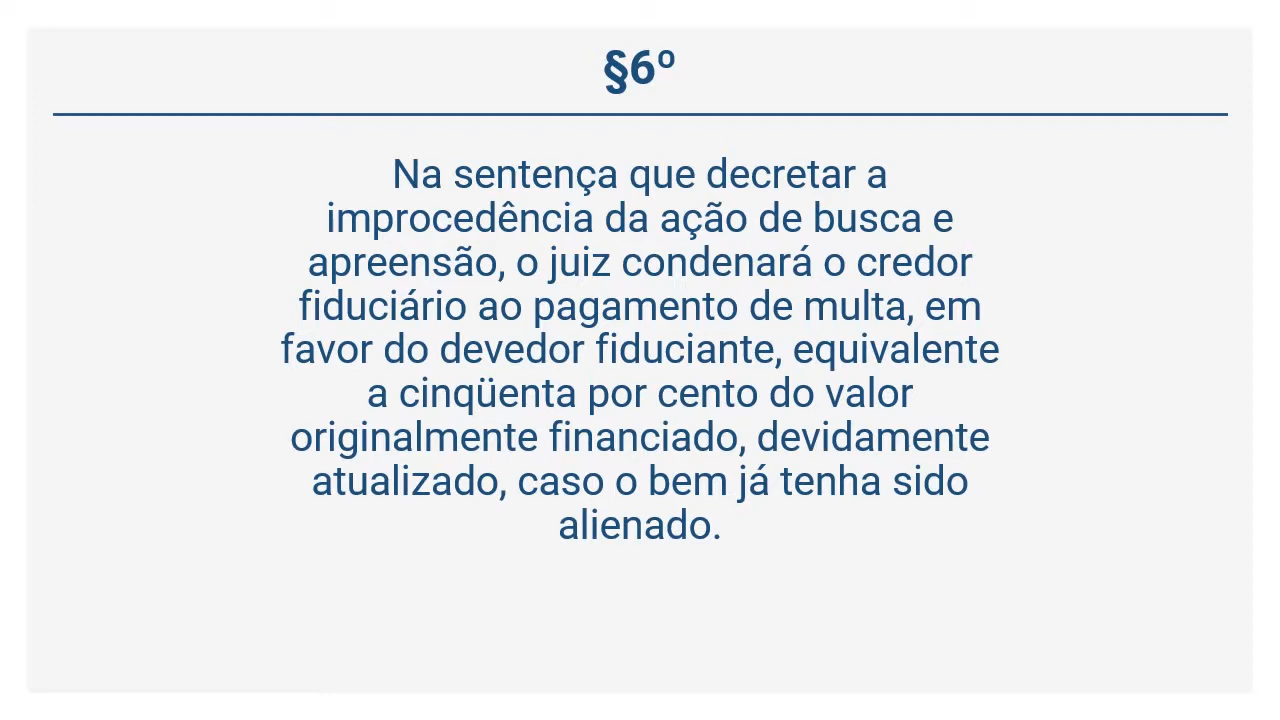 §6º
Na sentença que decretar a
improcedência da ação de busca e
apreensão, o juiz condenará o credor
fiduciário ao pagamento de multa, em
favor do devedor fiduciante, equivalente
a cinqüenta por cento do valor
originalmente financiado, devidamente
atualizado, caso o bem já tenha sido
alienado.